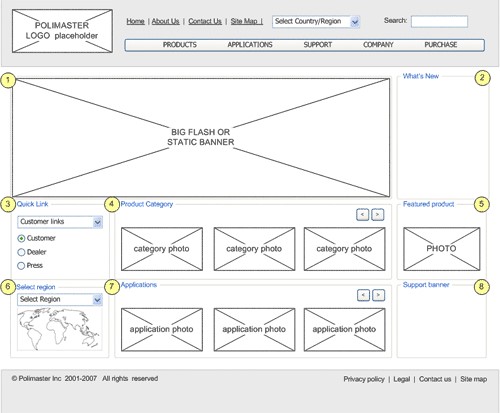 POLIMASTER
LOGO placeholder
Home | About Us | Contact Us | Site Map |
Select Country/Region
Search:
PRODUCTS APPLICATIONS SUPPORT COMPANY PURCHASE
1
BIG FLASH OR
STATIC BANNER
What's New
2
3 Quick Link
Customer links
Customer
Dealer
Press
4 Product Category
< >
category photo category photo category photo
Featured product 5
PHOTO
6 Select region
Select Region
7 Applications
< >
application photo application photo application photo
Support banner 8
© Polimaster Inc 2001-2007 All rights reserved
Privacy policy | Legal | Contact us | Site map